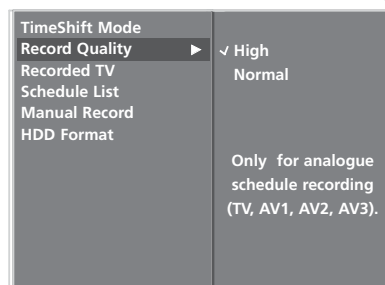 TimeShift Mode
Record Quality ►
Recorded TV
Schedule List
Manual Record
HDD Format
✓ High
Normal
Only for analogue
schedule recording
(TV, AV1, AV2, AV3).